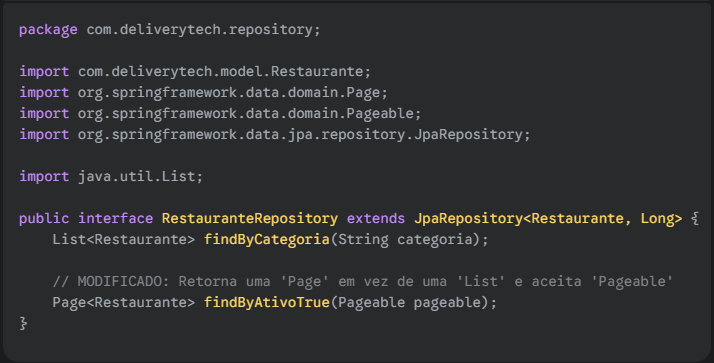 package com.deliverytech.repository;
import com.deliverytech.model.Restaurante;
import org.springframework.data.domain.Page;
import org.springframework.data.domain.Pageable;
import org.springframework.data.jpa.repository.JpaRepository;
import java.util.List;
public interface RestauranteRepository extends JpaRepository<Restaurante, Long> {
    List<Restaurante> findByCategoria(String categoria);
    // MODIFICADO: Retorna uma 'Page' em vez de uma 'List' e aceita 'Pageable'
    Page<Restaurante> findByAtivoTrue(Pageable pageable);
}